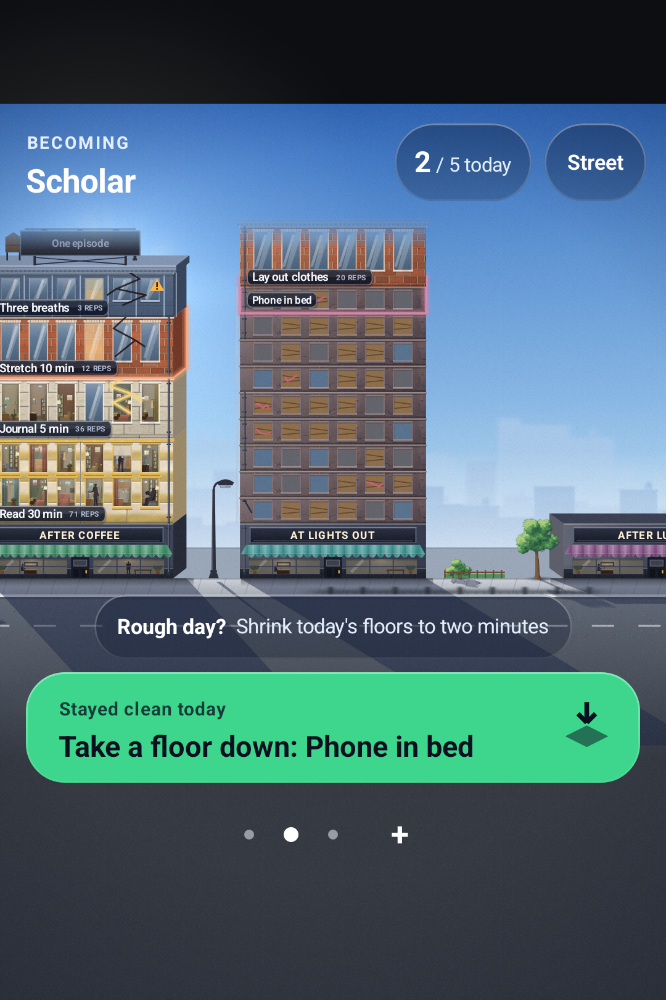 BECOMING
Scholar
2 / 5 today
Street
One episode
Three breaths 3 REPS
Stretch 10 min 12 REPS
Journal 5 min 36 REPS
Read 30 min 71 REPS
AFTER COFFEE
Lay out clothes 20 REPS
Phone in bed
AT LIGHTS OUT
AFTER LU
Rough day? Shrink today's floors to two minutes
Stayed clean today
Take a floor down: Phone in bed